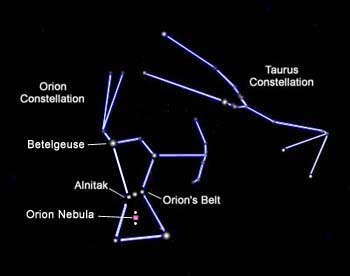 Taurus
Constellation
Orion
Constellation
Betelgeuse
Alnitak
Orion's Belt
Orion Nebula